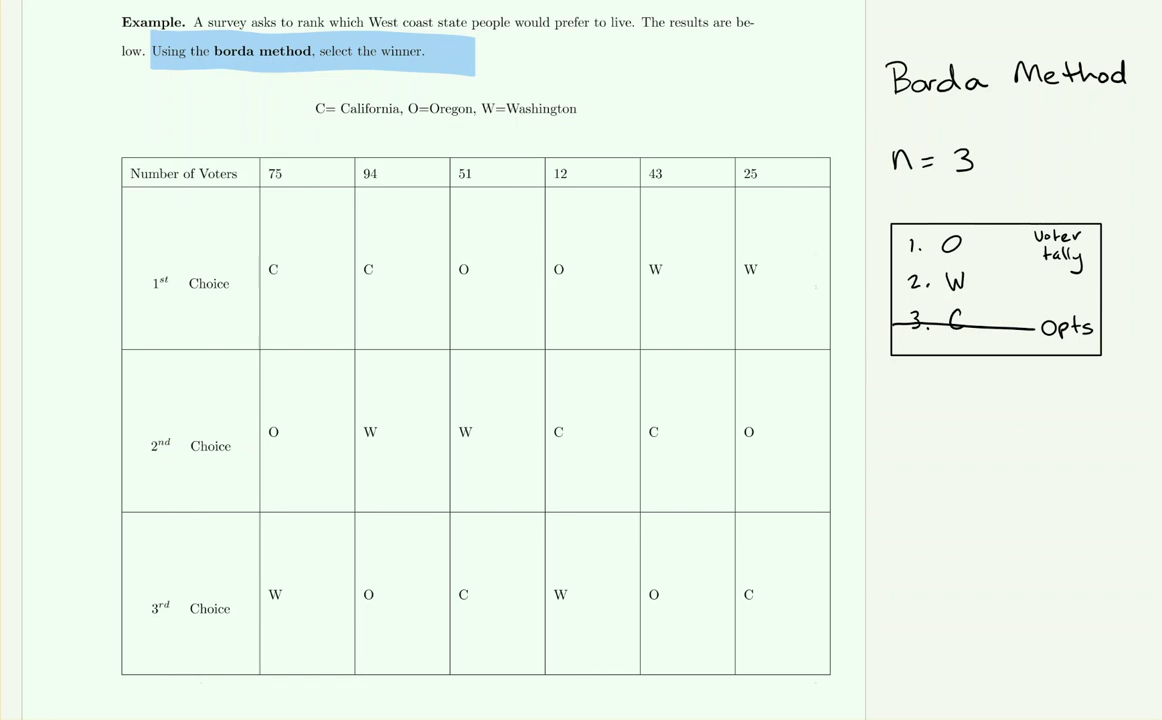 Example. A survey asks to rank which West coast state people would prefer to live. The results are be-
low. Using the borda method, select the winner.
C= California, O=Oregon, W=Washington
Number of Voters 75 94 51 12 43 25
1st Choice C C O O W W
2nd Choice O W W C C O
3rd Choice W O C W O C
Borda Method
n = 3
1. O Voter
tally
2. W
3. C Opts